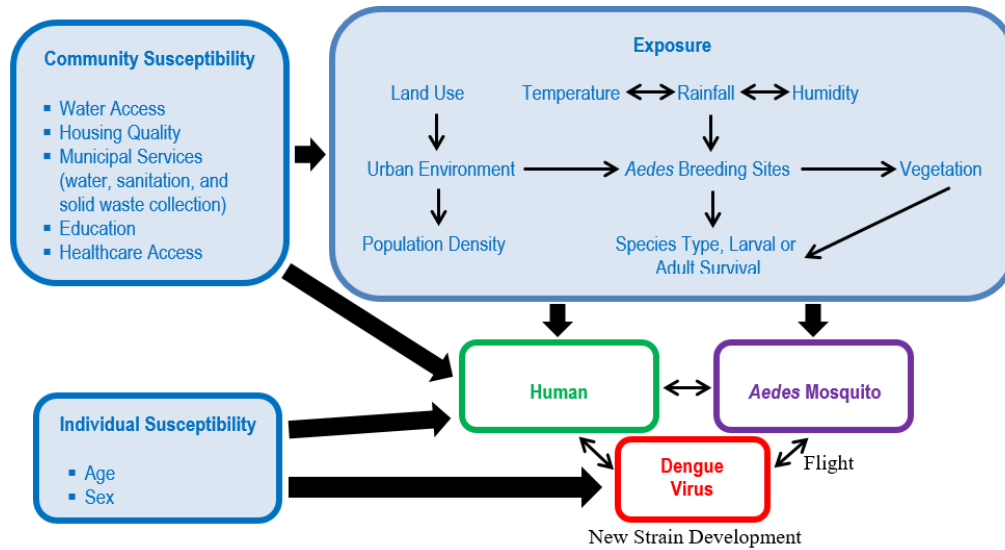 Community Susceptibility
▪ Water Access
▪ Housing Quality
▪ Municipal Services
(water, sanitation, and
solid waste collection)
▪ Education
▪ Healthcare Access
Exposure
Land Use
Temperature
Rainfall
Humidity
Urban Environment
Aedes Breeding Sites
Vegetation
Population Density
Species Type, Larval or
Adult Survival
Human
Aedes Mosquito
Individual Susceptibility
▪ Age
▪ Sex
Dengue
Virus
Flight
New Strain Development